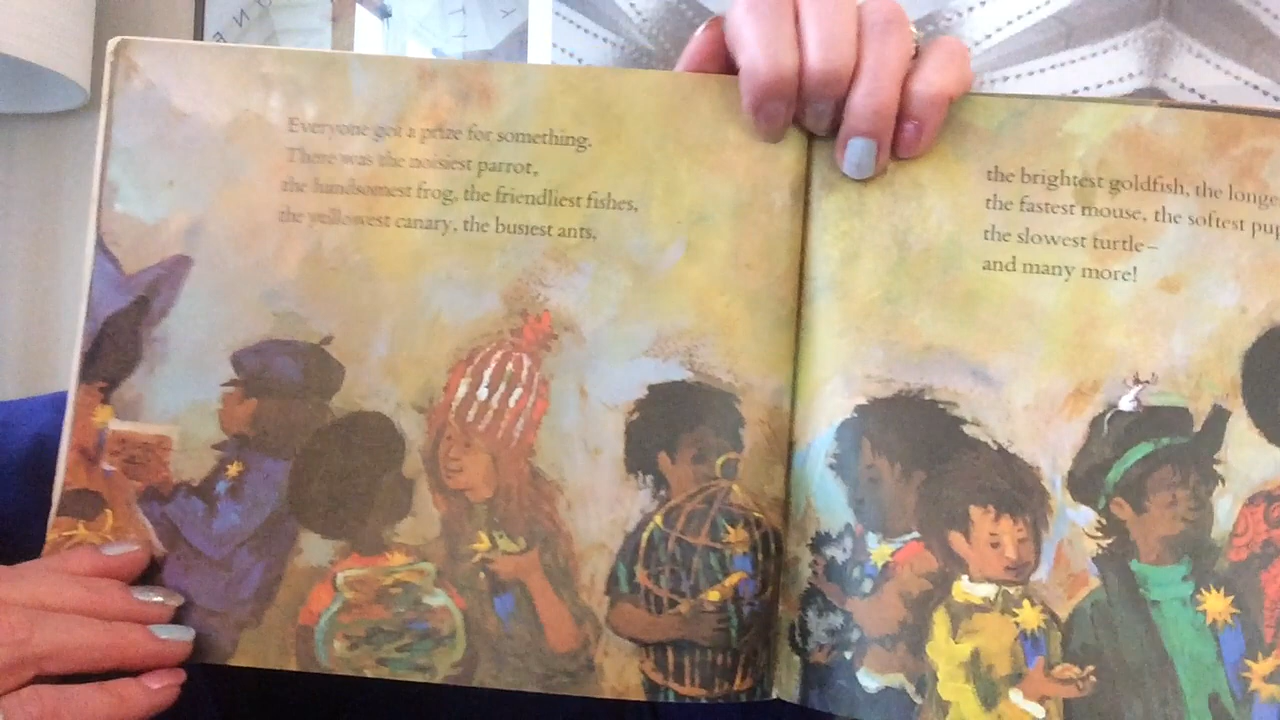 Everyone got a prize for something.
There was the noisiest parrot,
the handsomest frog, the friendliest fishes,
the yellowest canary, the busiest ants,
the brightest goldfish, the
the fastest mouse, the softest
the slowest turtle–
and many more!